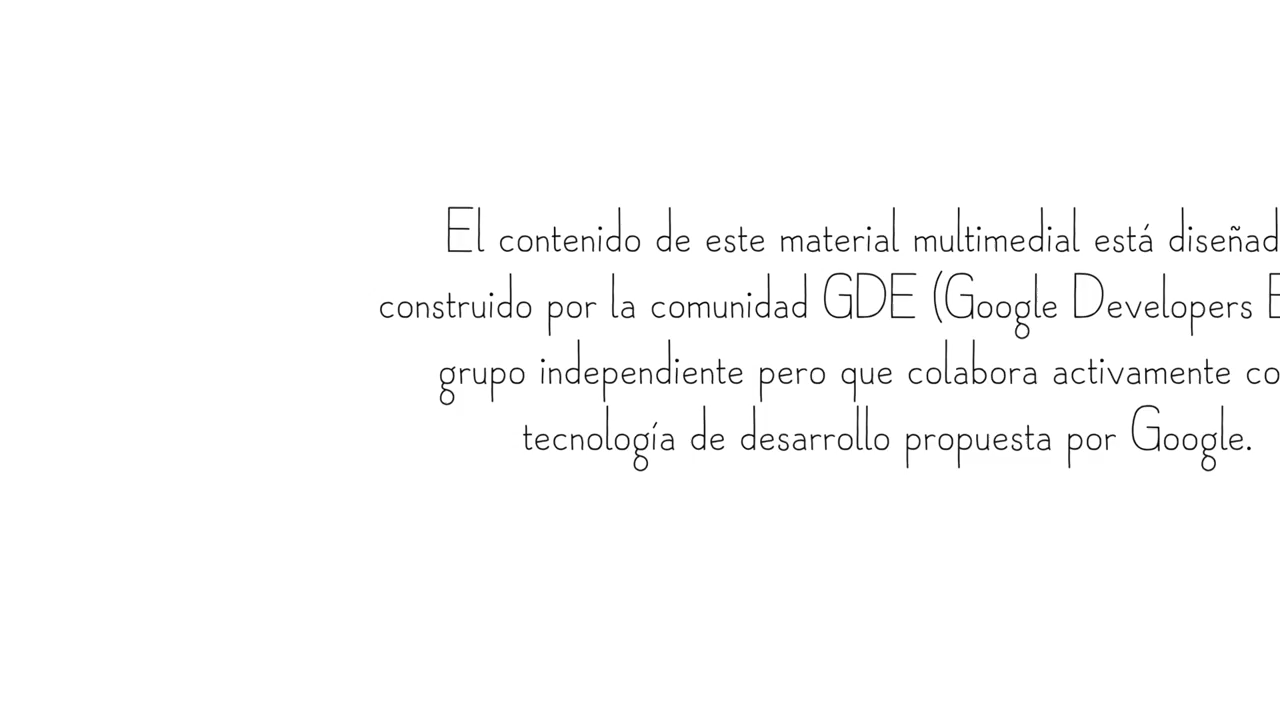 El contenido de este material multimedial está diseñad
construido por la comunidad GDE (Google Developers E
grupo independiente pero que colabora activamente co
tecnología de desarrollo propuesta por Google.